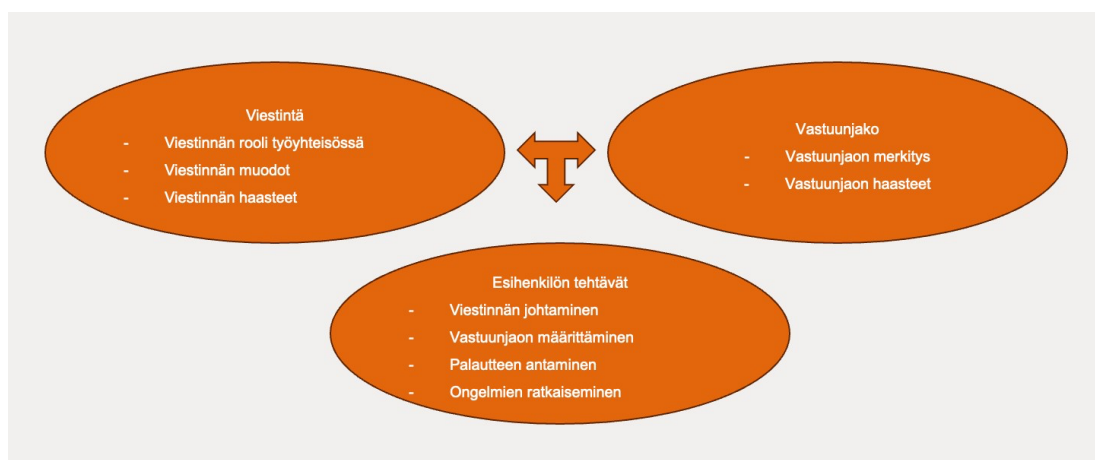 Viestintä
- Viestinnän rooli työyhteisössä
- Viestinnän muodot
- Viestinnän haasteet
Vastuunjako
- Vastuunjaon merkitys
- Vastuunjaon haasteet
Esihenkilön tehtävät
- Viestinnän johtaminen
- Vastuunjaon määrittäminen
- Palautteen antaminen
- Ongelmien ratkaiseminen